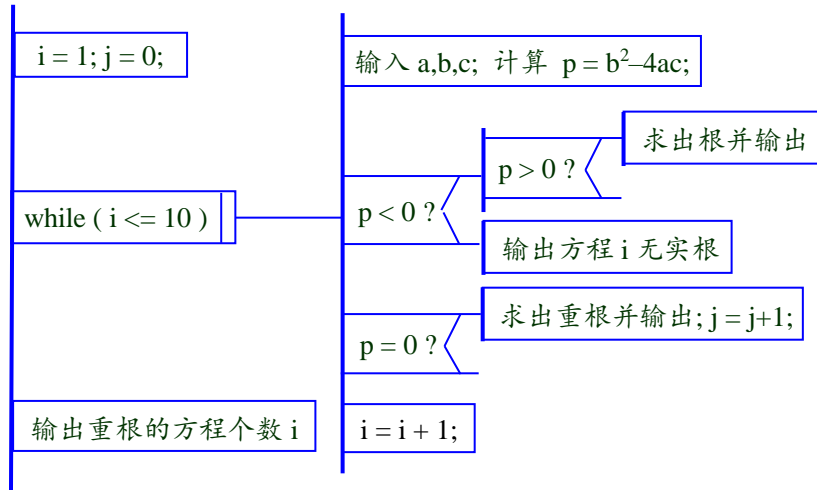 i = 1; j = 0;
输入 a,b,c; 计算 p = b²–4ac;
求出根并输出
p > 0 ?
while ( i <= 10 )
p < 0 ?
输出方程 i 无实根
求出重根并输出; j = j+1;
p = 0 ?
输出重根的方程个数 i
i = i + 1;